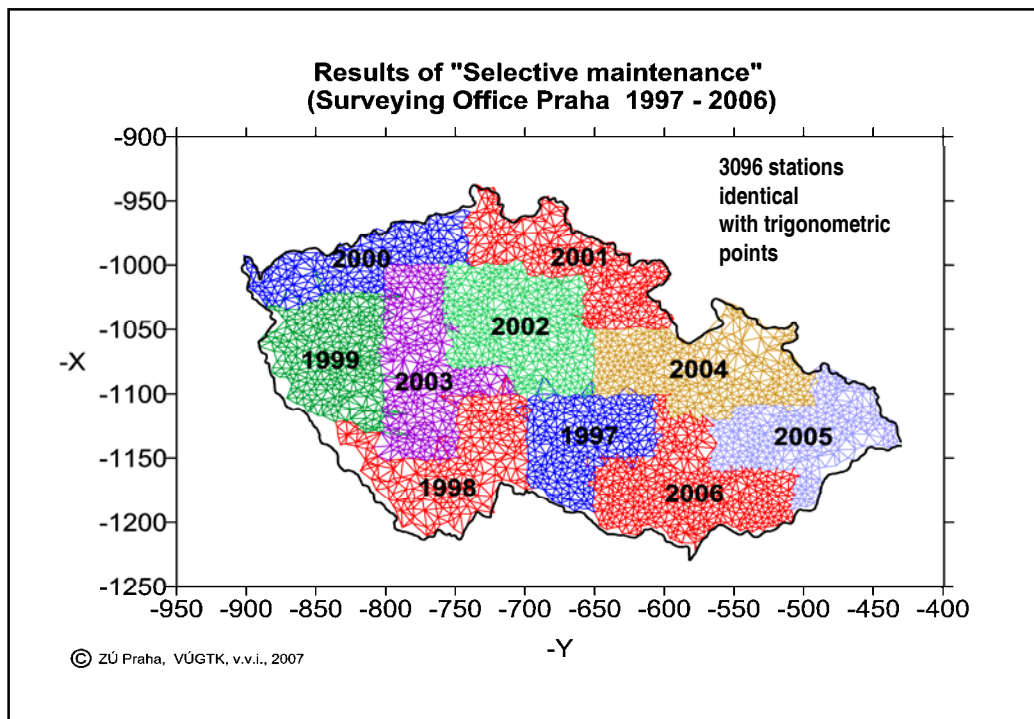 Results of "Selective maintenance"
(Surveying Office Praha 1997 - 2006)
3096 stations
identical
with trigonometric
points
-900
-950
-1000
-1050
-1100
-1150
-1200
-1250
-X
2000
2001
2002
1999
2003
2004
1997
2005
1998
2006
-950 -900 -850 -800 -750 -700 -650 -600 -550 -500 -450 -400
-Y
© ZÚ Praha, VÚGTK, v.v.i., 2007